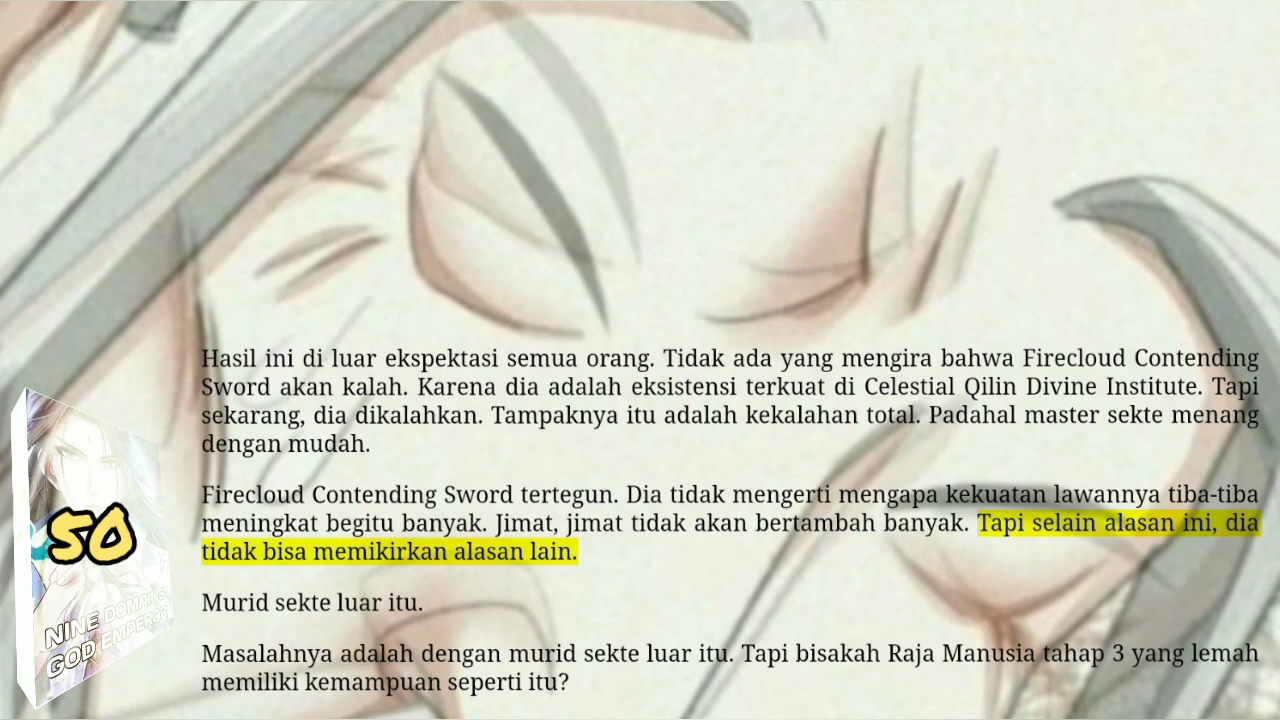 Hasil ini di luar ekspektasi semua orang. Tidak ada yang mengira bahwa Firecloud Contending
Sword akan kalah. Karena dia adalah eksistensi terkuat di Celestial Qilin Divine Institute. Tapi
sekarang, dia dikalahkan. Tampaknya itu adalah kekalahan total. Padahal master sekte menang
dengan mudah.
Firecloud Contending Sword tertegun. Dia tidak mengerti mengapa kekuatan lawannya tiba-tiba
meningkat begitu banyak. Jimat, jimat tidak akan bertambah banyak. Tapi selain alasan ini, dia
tidak bisa memikirkan alasan lain.
Murid sekte luar itu.
Masalahnya adalah dengan murid sekte luar itu. Tapi bisakah Raja Manusia tahap 3 yang lemah
memiliki kemampuan seperti itu?
50
NINE DOMAINS
GOD EMPEROR